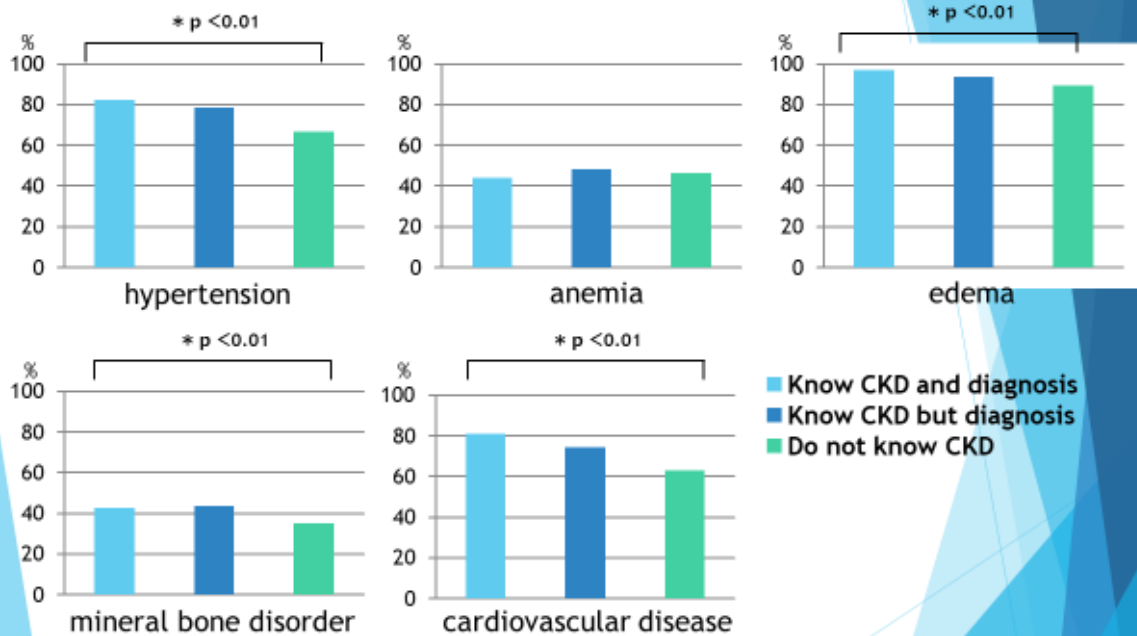 * p <0.01
%
100
80
60
40
20
0
hypertension
%
100
80
60
40
20
0
anemia
* p <0.01
%
100
80
60
40
20
0
edema
* p <0.01
%
100
80
60
40
20
0
mineral bone disorder
* p <0.01
%
100
80
60
40
20
0
cardiovascular disease
Know CKD and diagnosis
Know CKD but diagnosis
Do not know CKD